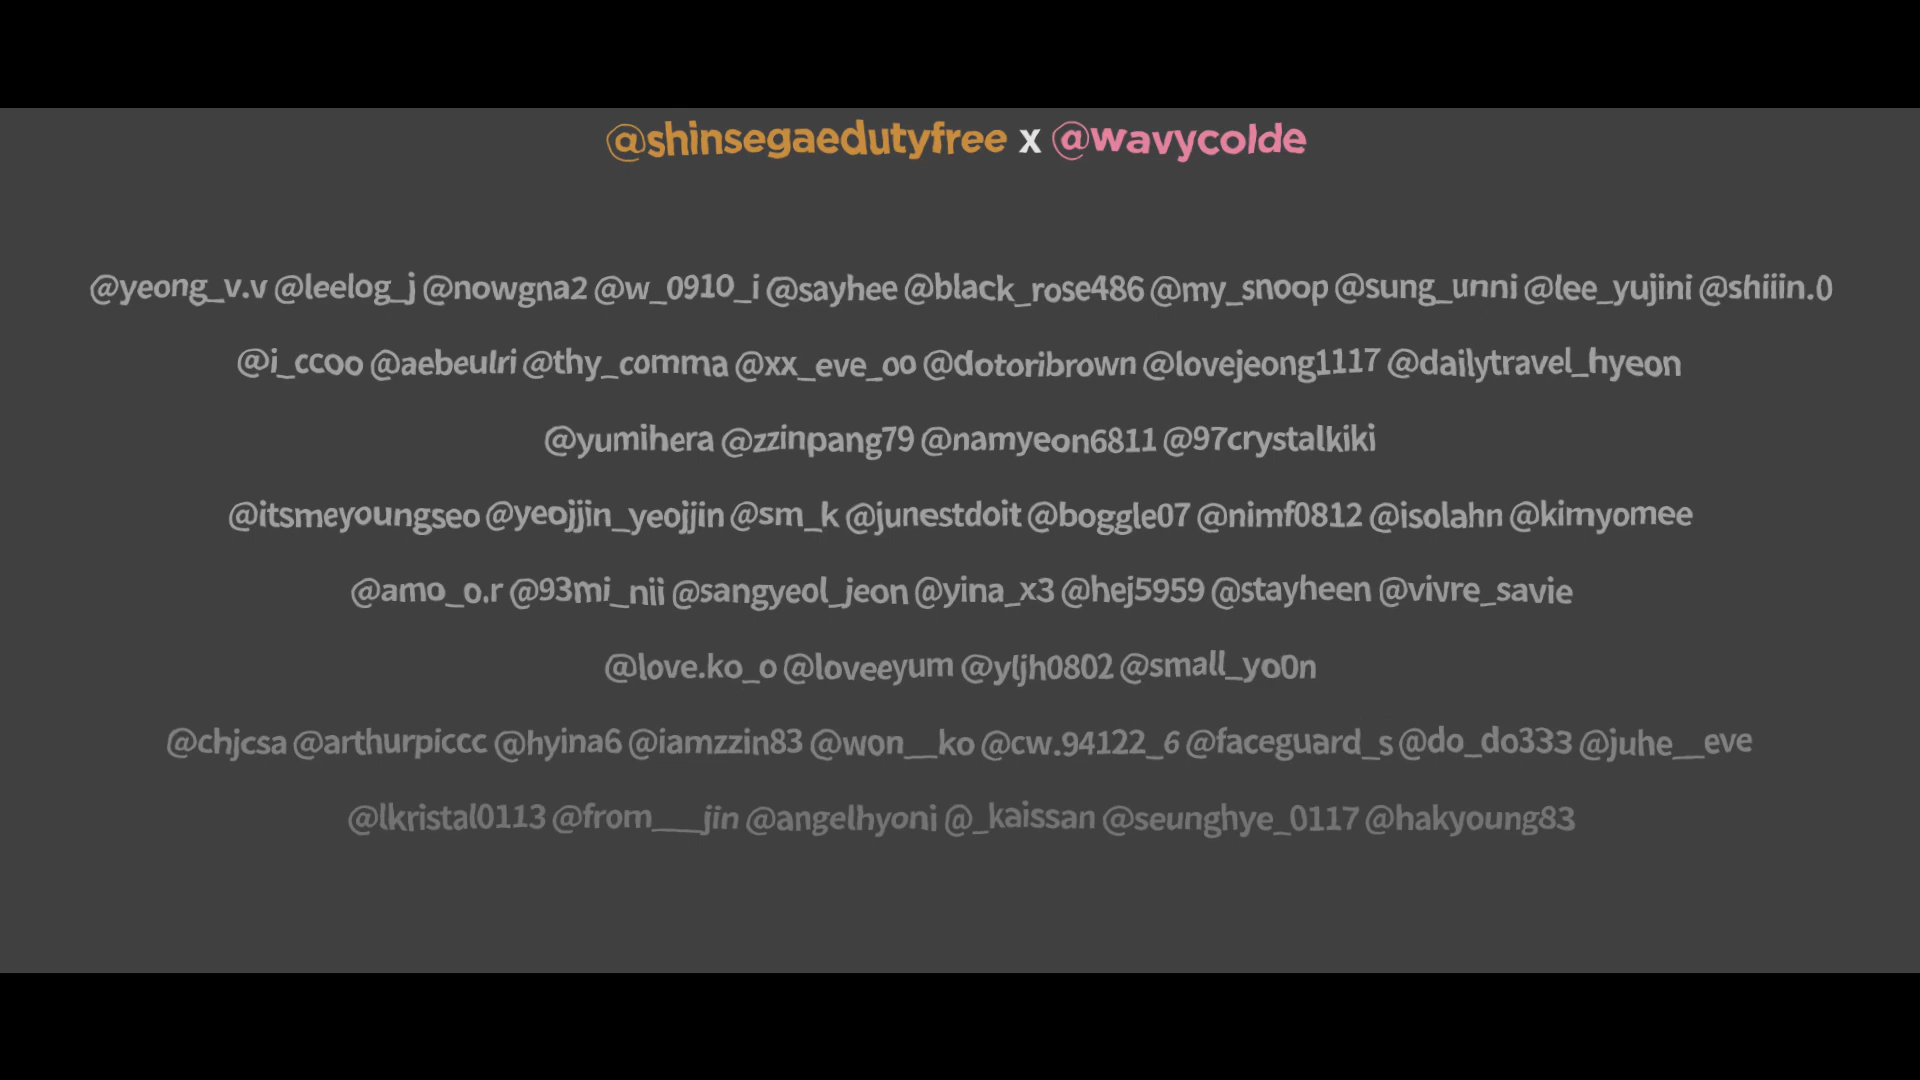 @shinsegaedutyfree x @wavycolde
@yeong_v.v @leelog_j @nowgna2 @w_0910_i @sayhee @black_rose486 @my_snoop @sung_unni @lee_yujini @shiiin.0
@i_ccoo @aebeulri @thy_comma @xx_eve_oo @dotoribrown @lovejeong1117 @dailytravel_hyeon
@yumihera @zzinpang79 @namyeon6811 @97crystalkiki
@itsmeyoungseo @yeojjin_yeojjin @sm_k @junestdoit @boggle07 @nimf0812 @isolahn @kimyomee
@amo_o.r @93mi_nii @sangyeol_jeon @yina_x3 @hej5959 @stayheen @vivre_savie
@love.ko_o @loveeyum @yljh0802 @small_yo0n
@chjcsa @arthurpiccc @hyina6 @iamzzin83 @won__ko @cw.94122_6 @faceguard_s @do_do333 @juhe__eve
@lkristal0113 @from___jin @angelhyoni @_kaissan @seunghye_0117 @hakyoung83